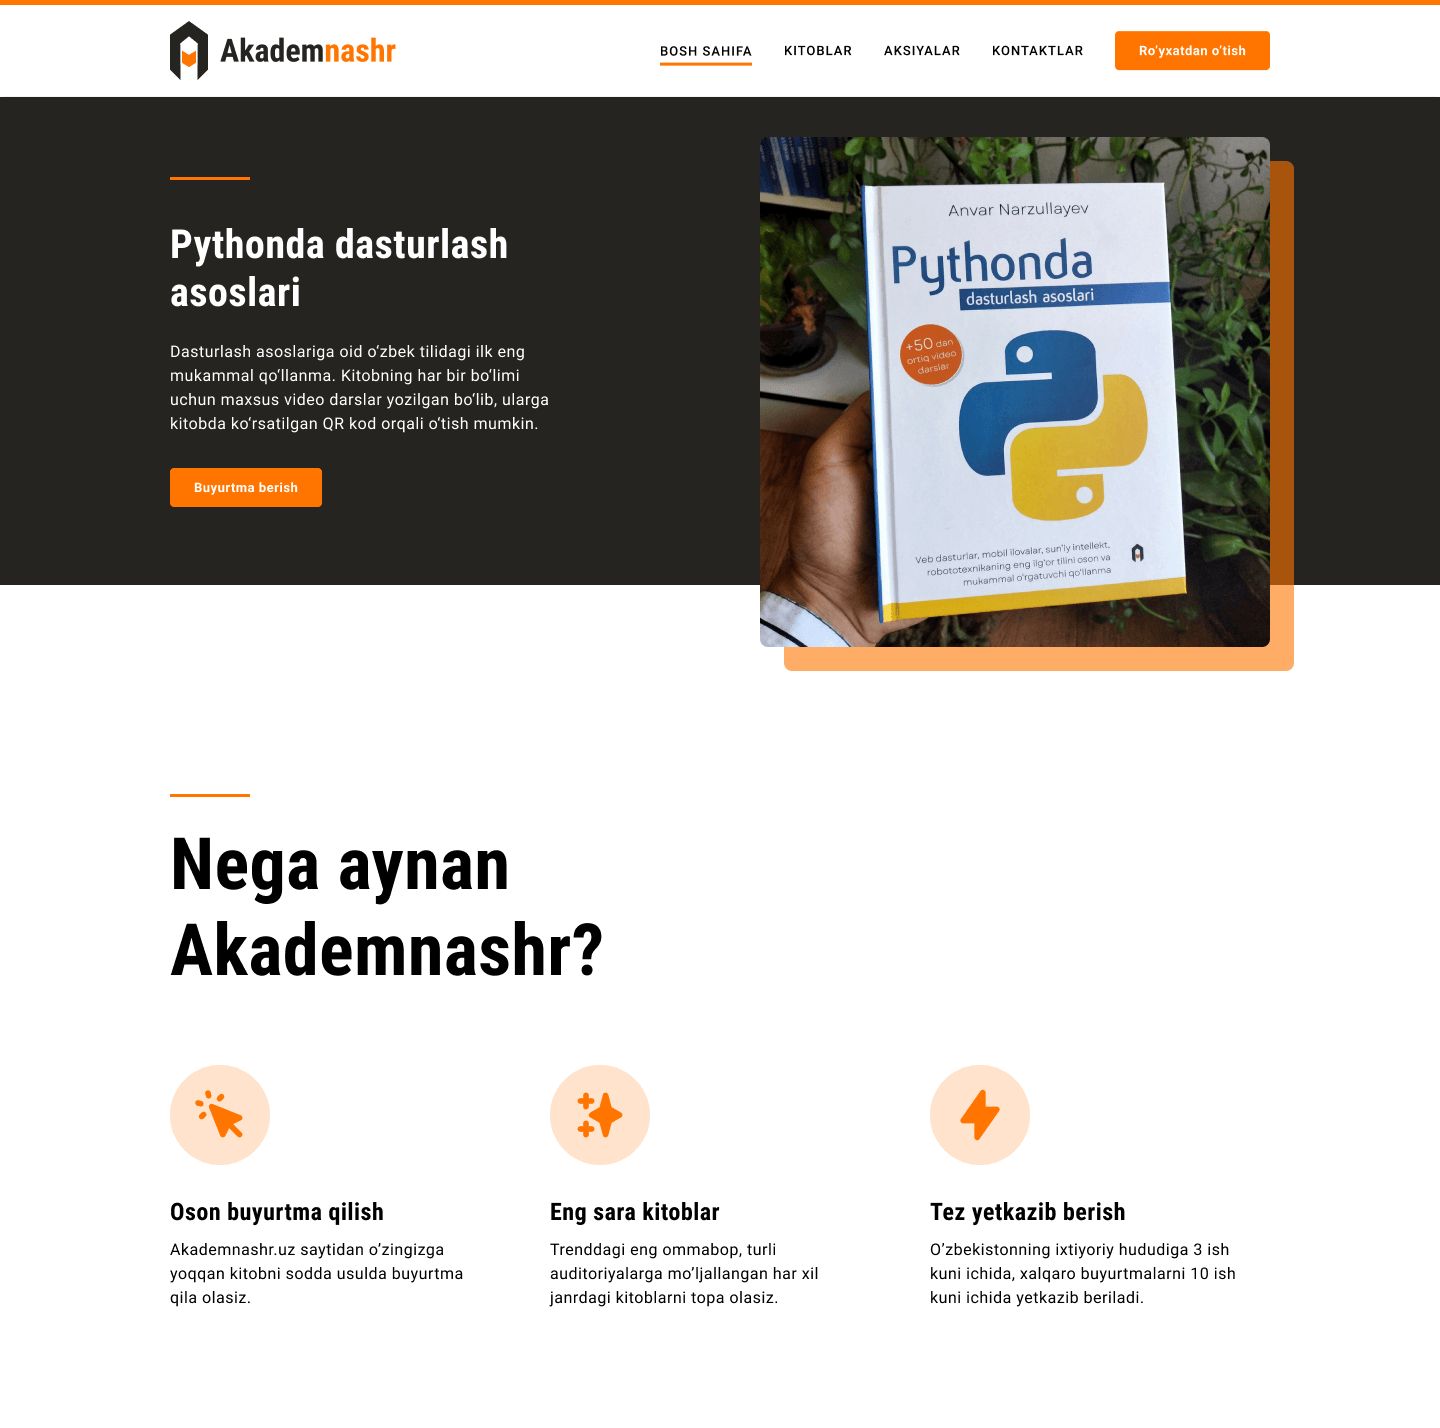 Akademnashr
BOSH SAHIFA
KITOBLAR
AKSIYALAR
KONTAKTLAR
Ro‘yxatdan o‘tish
Pythonda dasturlash
asoslari
Dasturlash asoslariga oid o‘zbek tilidagi ilk eng
mukammal qo‘llanma. Kitobning har bir bo‘limi
uchun maxsus video darslar yozilgan bo‘lib, ularga
kitobda ko‘rsatilgan QR kod orqali o‘tish mumkin.
Buyurtma berish
Anvar Narzullayev
Pythonda
dasturlash asoslari
+50 dan
ortiq video
darslar
Veb dasturlar, mobil ilovalar, sun'iy intellekt,
robototexnikaning eng ilg'or tilini oson va
mukammal o'rgatuvchi qo'llanma
Nega aynan
Akademnashr?
Oson buyurtma qilish
Akademnashr.uz saytidan o’zingizga
yoqqan kitobni sodda usulda buyurtma
qila olasiz.
Eng sara kitoblar
Trenddagi eng ommabop, turli
auditoriyalarga mo’ljallangan har xil
janrdagi kitoblarni topa olasiz.
Tez yetkazib berish
O’zbekistonning ixtiyoriy hududiga 3 ish
kuni ichida, xalqaro buyurtmalarni 10 ish
kuni ichida yetkazib beriladi.